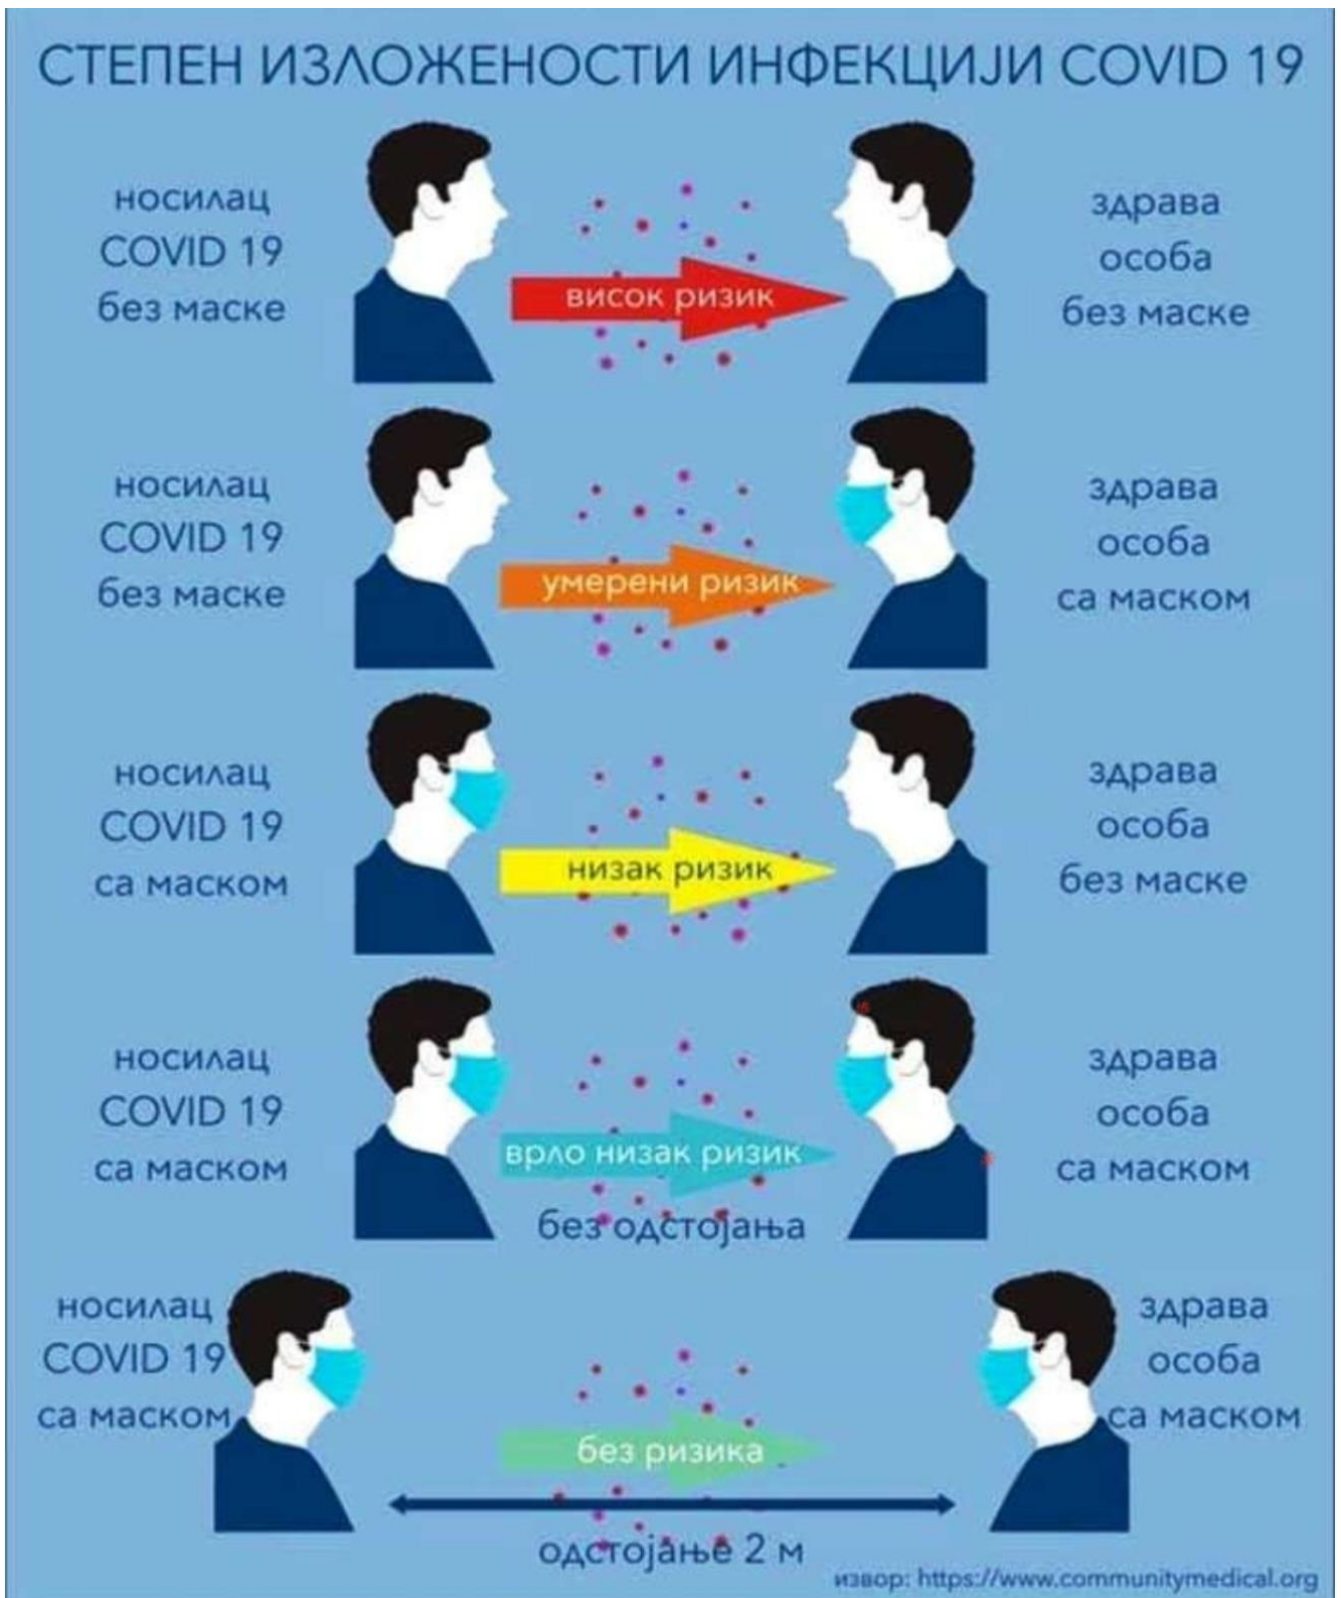 СТЕПЕН ИЗЛОЖЕНОСТИ ИНФЕКЦИЈИ COVID 19
носилац
COVID 19
без маске
висок ризик
здрава
особа
без маске
носилац
COVID 19
без маске
умерени ризик
здрава
особа
са маском
носилац
COVID 19
са маском
низак ризик
здрава
особа
без маске
носилац
COVID 19
са маском
врло низак ризик
без одстојања
здрава
особа
са маском
носилац
COVID 19
са маском
без ризика
одстојање 2 м
здрава
особа
са маском
извор: https://www.communitymedical.org